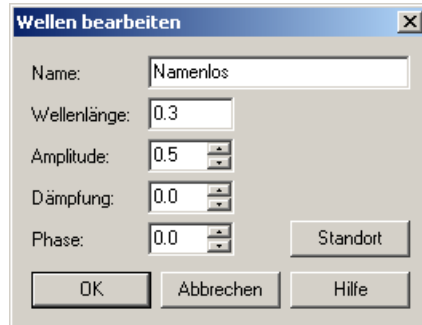 Wellen bearbeiten
Name: Namenlos
Wellenlänge: 0.3
Amplitude: 0.5
Dämpfung: 0.0
Phase: 0.0 Standort
OK Abbrechen Hilfe